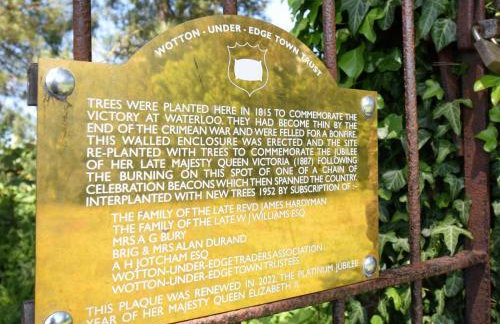 WOTTON - UNDER - EDGE TOWN TRUST
TREES WERE PLANTED HERE IN 1815 TO COMMEMORATE THE
VICTORY AT WATERLOO. THEY HAD BECOME THIN BY THE
END OF THE CRIMEAN WAR AND WERE FELLED FOR A BONFIRE.
THIS WALLED ENCLOSURE WAS ERECTED AND THE SITE
RE-PLANTED WITH TREES TO COMMEMORATE THE JUBILEE
OF HER LATE MAJESTY QUEEN VICTORIA (1887) FOLLOWING
THE BURNING ON THIS SPOT OF ONE OF A CHAIN OF
CELEBRATION BEACONS WHICH THEN SPANNED THE COUNTRY.
INTERPLANTED WITH NEW TREES 1952 BY SUBSCRIPTION OF :-
THE FAMILY OF THE LATE REVD JAMES HARDYMAN
THE FAMILY OF THE LATE W J WILLIAMS ESQ
MRS A G BURY
BRIG & MRS ALAN DURAND
A H JOTCHAM ESQ
WOTTON-UNDER-EDGE TRADERS ASSOCIATION
WOTTON-UNDER-EDGE TOWN TRUSTEES
THIS PLAQUE WAS RENEWED IN 2022, THE PLATINUM JUBILEE
YEAR OF HER MAJESTY QUEEN ELIZABETH II